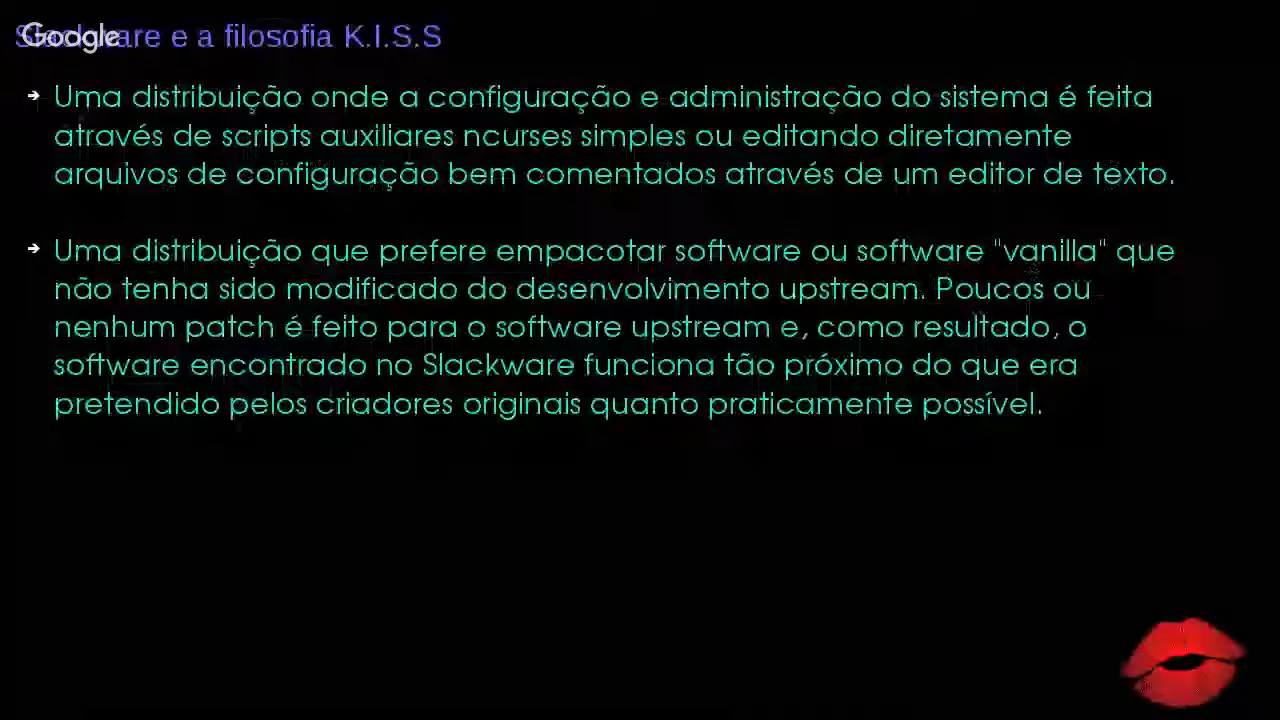 Slackware e a filosofia K.I.S.S
Google
Uma distribuição onde a configuração e administração do sistema é feita
através de scripts auxiliares ncurses simples ou editando diretamente
arquivos de configuração bem comentados através de um editor de texto.
Uma distribuição que prefere empacotar software ou software "vanilla" que
não tenha sido modificado do desenvolvimento upstream. Poucos ou
nenhum patch é feito para o software upstream e, como resultado, o
software encontrado no Slackware funciona tão próximo do que era
pretendido pelos criadores originais quanto praticamente possível.